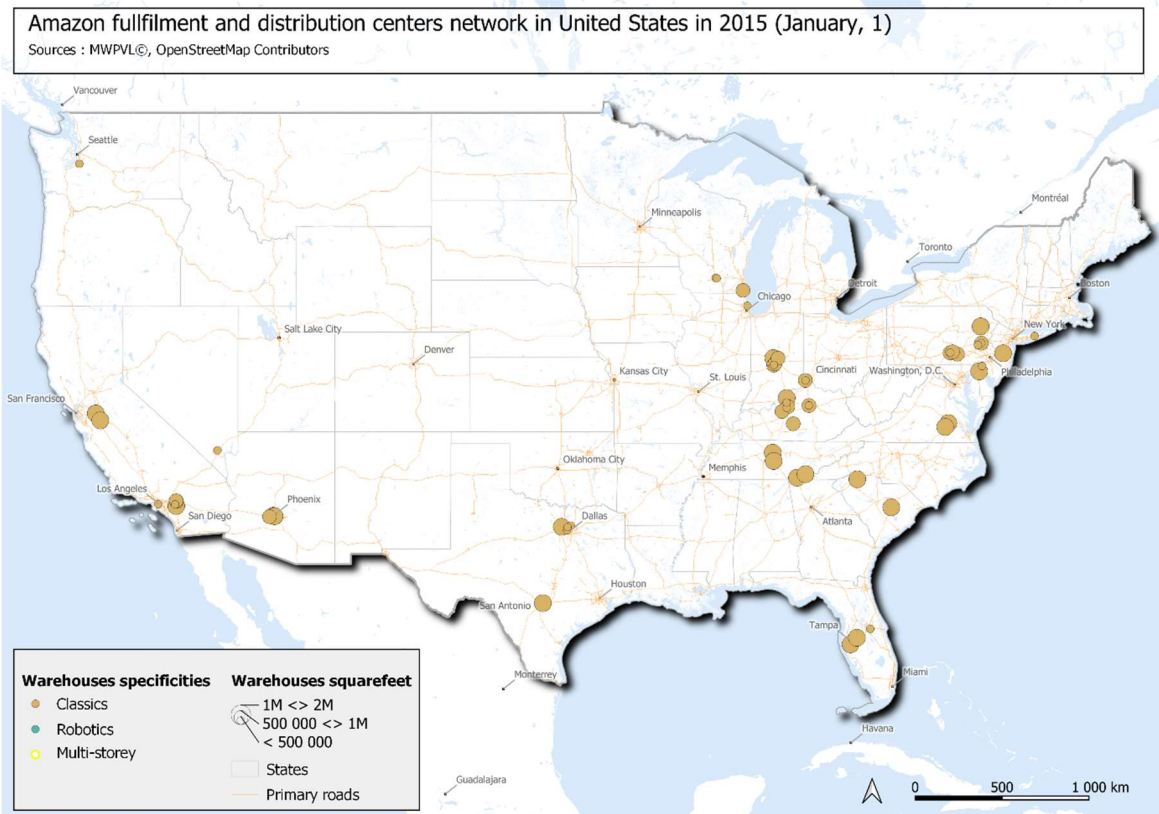 Amazon fullfilment and distribution centers network in United States in 2015 (January, 1)
Sources : MWPVL©, OpenStreetMap Contributors
Vancouver
Seattle
Montréal
Minneapolis
Toronto
Boston
Detroit
Chicago
New York
Salt Lake City
Denver
Cincinnati
Washington, D.C.
Philadelphia
Kansas City
St. Louis
San Francisco
Oklahoma City
Memphis
Los Angeles
Phoenix
San Diego
Dallas
Atlanta
Houston
San Antonio
Tampa
Monterrey
Miami
Havana
Guadalajara
Warehouses specificities
Classics
Robotics
Multi-storey
Warehouses squarefeet
1M <> 2M
500 000 <> 1M
< 500 000
States
Primary roads
0 500 1 000 km